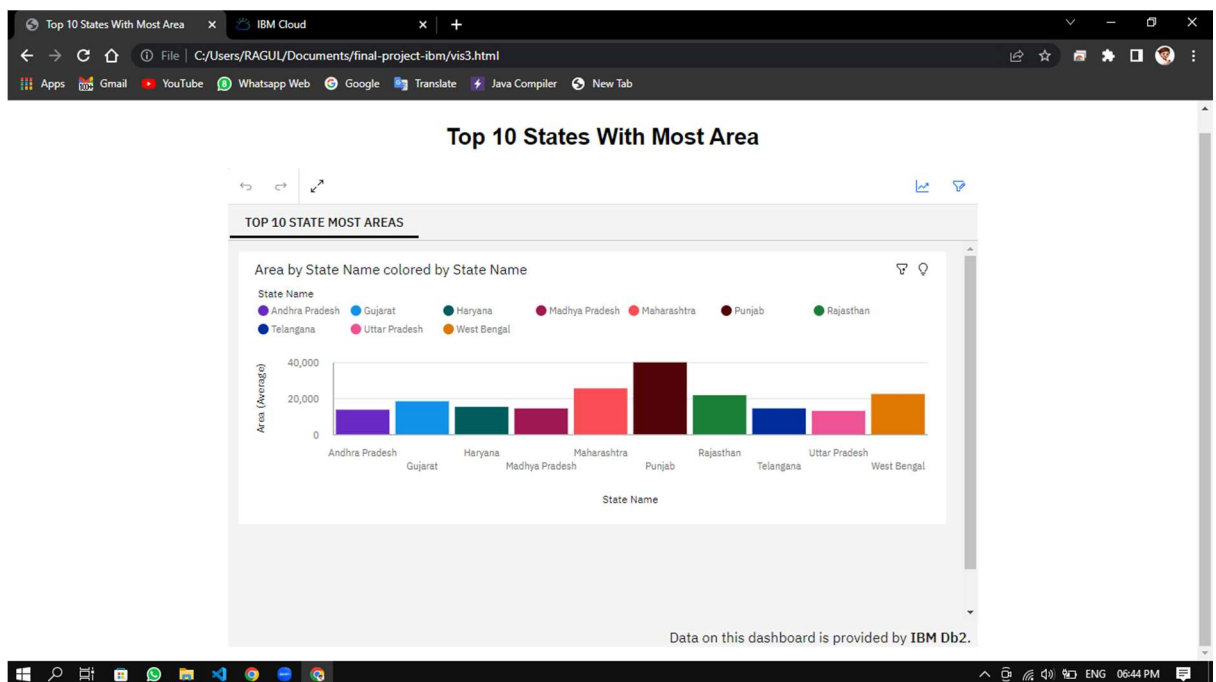 Top 10 States With Most Area
IBM Cloud
File | C:/Users/RAGUL/Documents/final-project-ibm/vis3.html
Apps Gmail YouTube Whatsapp Web Google Translate Java Compiler New Tab
Top 10 States With Most Area
TOP 10 STATE MOST AREAS
Area by State Name colored by State Name
State Name
Andhra Pradesh Gujarat Haryana Madhya Pradesh Maharashtra Punjab Rajasthan
Telangana Uttar Pradesh West Bengal
Area (Average)
40,000
20,000
0
Andhra Pradesh Haryana Maharashtra Rajasthan Uttar Pradesh
Gujarat Madhya Pradesh Punjab Telangana West Bengal
State Name
Data on this dashboard is provided by IBM Db2.
ENG 06:44 PM